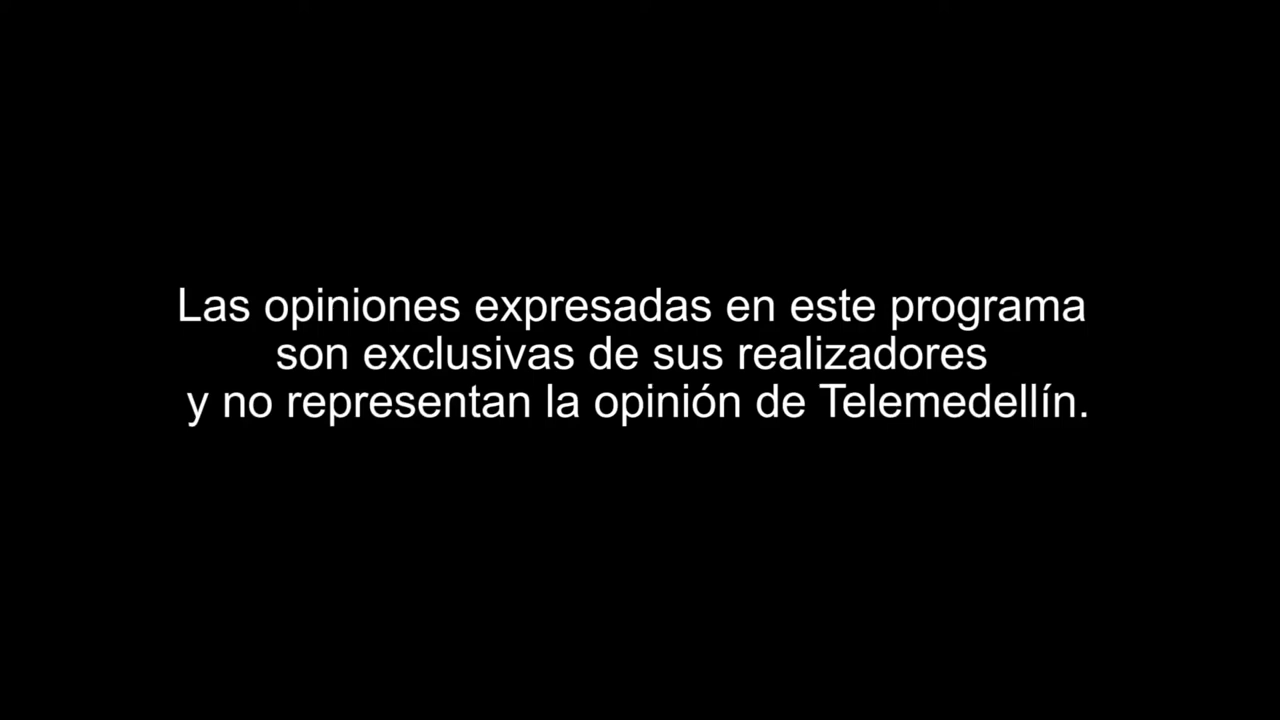 Las opiniones expresadas en este programa
son exclusivas de sus realizadores
y no representan la opinión de Telemedellín.